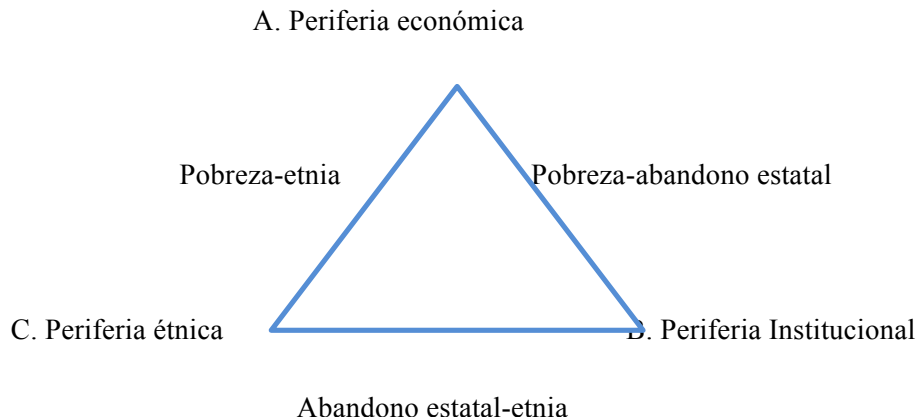 A. Periferia económica
Pobreza-etnia
Pobreza-abandono estatal
C. Periferia étnica
B. Periferia Institucional
Abandono estatal-etnia